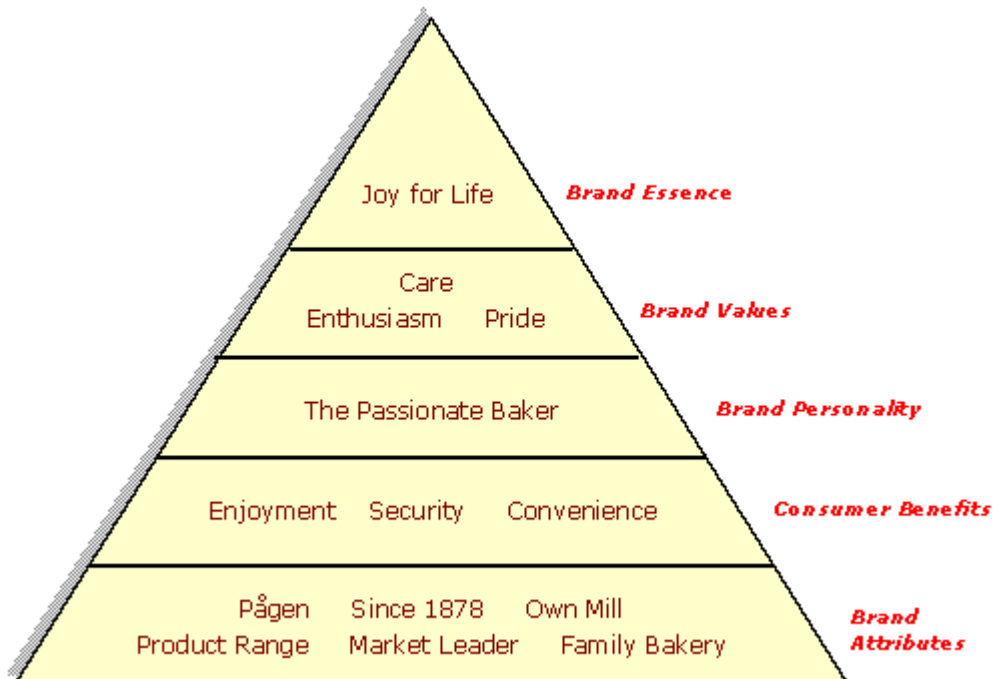 Joy for Life
Brand Essence
Care
Enthusiasm Pride
Brand Values
The Passionate Baker
Brand Personality
Enjoyment Security Convenience
Consumer Benefits
Pågen Since 1878 Own Mill
Product Range Market Leader Family Bakery
Brand
Attributes